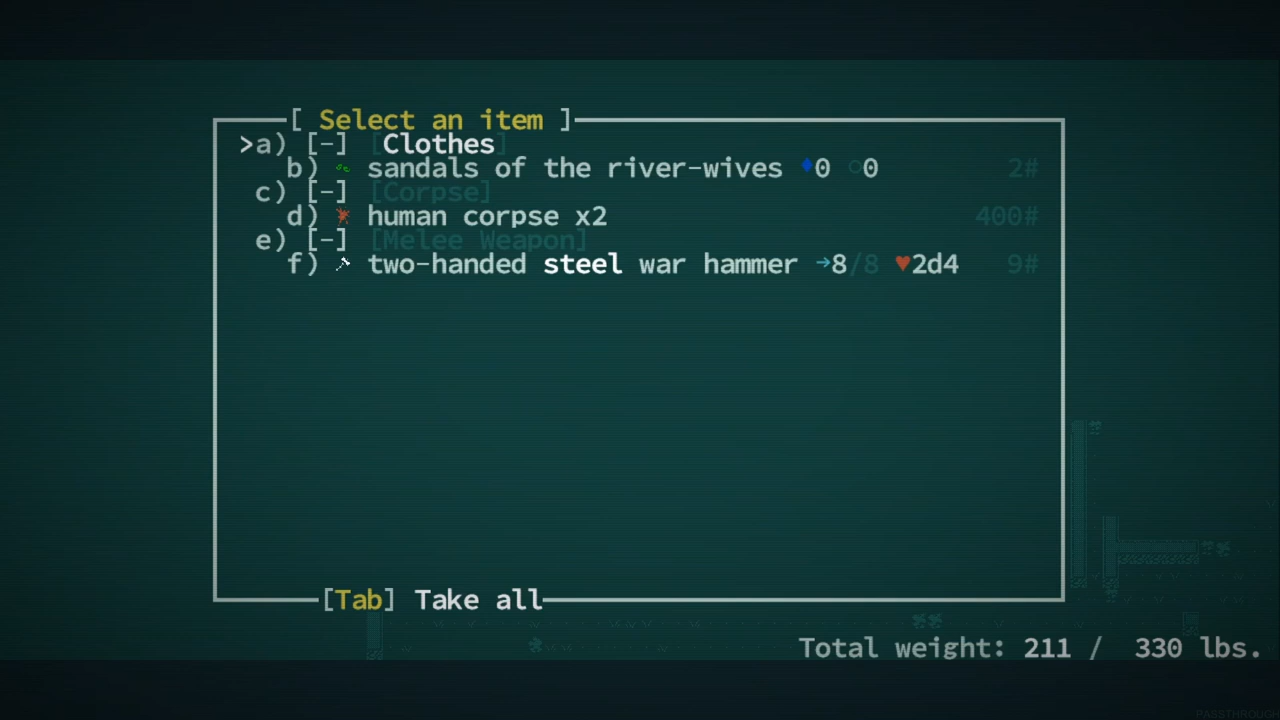 [ Select an item ]
>a) [-] [Clothes]
b) sandals of the river-wives ♦0 ○0 2#
c) [-] [Corpse]
d) human corpse x2 400#
e) [-] [Melee Weapon]
f) two-handed steel war hammer →8/8 ♥2d4 9#
[Tab] Take all
Total weight: 211 / 330 lbs.